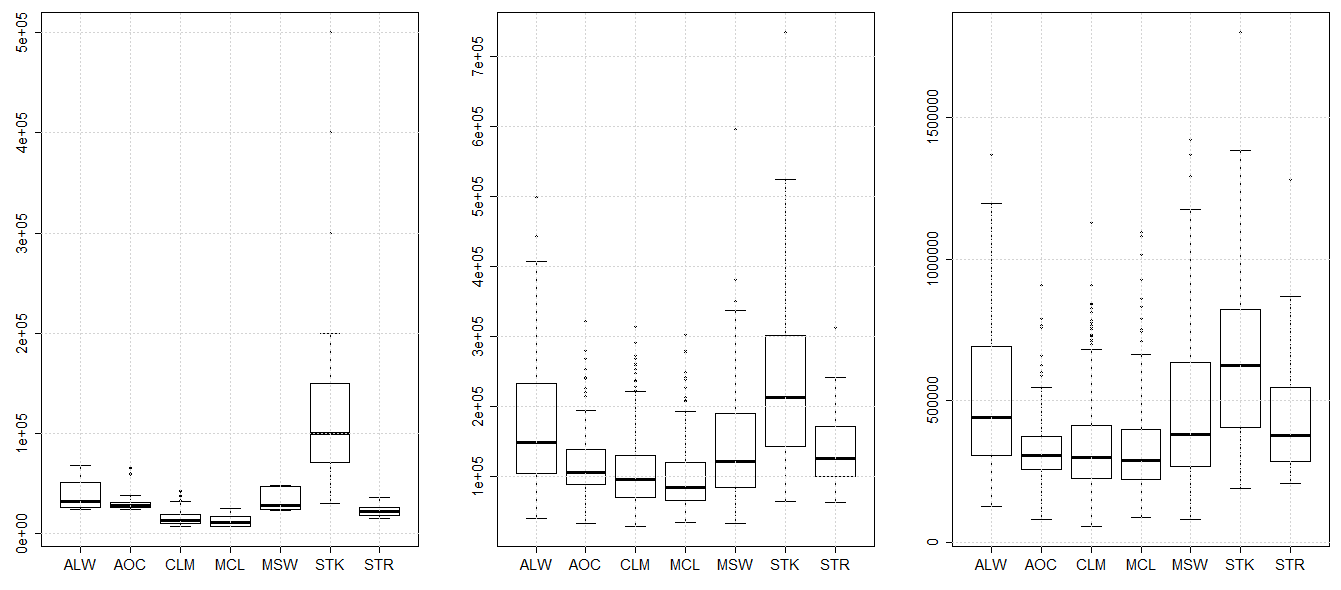 5e+05
4e+05
3e+05
2e+05
1e+05
0e+00
ALW AOC CLM MCL MSW STK STR
7e+05
6e+05
5e+05
4e+05
3e+05
2e+05
1e+05
ALW AOC CLM MCL MSW STK STR
1500000
1000000
500000
0
ALW AOC CLM MCL MSW STK STR